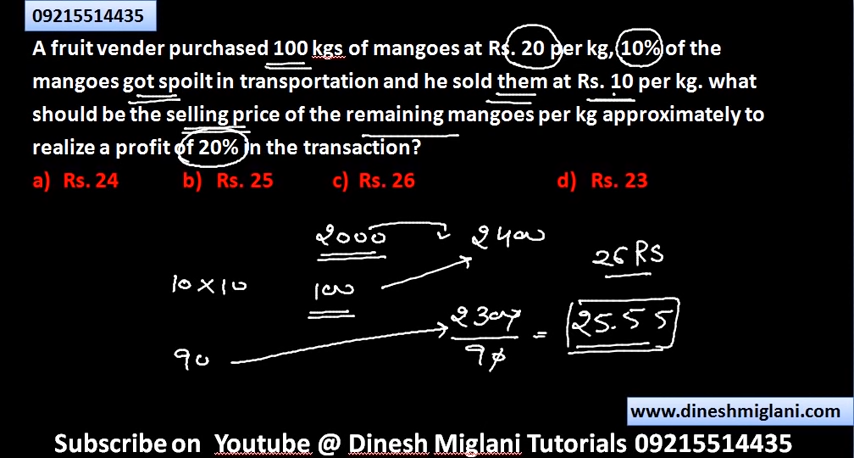 09215514435
A fruit vender purchased 100 kgs of mangoes at Rs. 20 per kg, 10% of the
mangoes got spoilt in transportation and he sold them at Rs. 10 per kg. what
should be the selling price of the remaining mangoes per kg approximately to
realize a profit of 20% in the transaction?
a) Rs. 24 b) Rs. 25 c) Rs. 26 d) Rs. 23
2000 2400
26 RS
10 × 10 100
2300
90 = 25.55
90
www.dineshmiglani.com
Subscribe on Youtube @ Dinesh Miglani Tutorials 09215514435